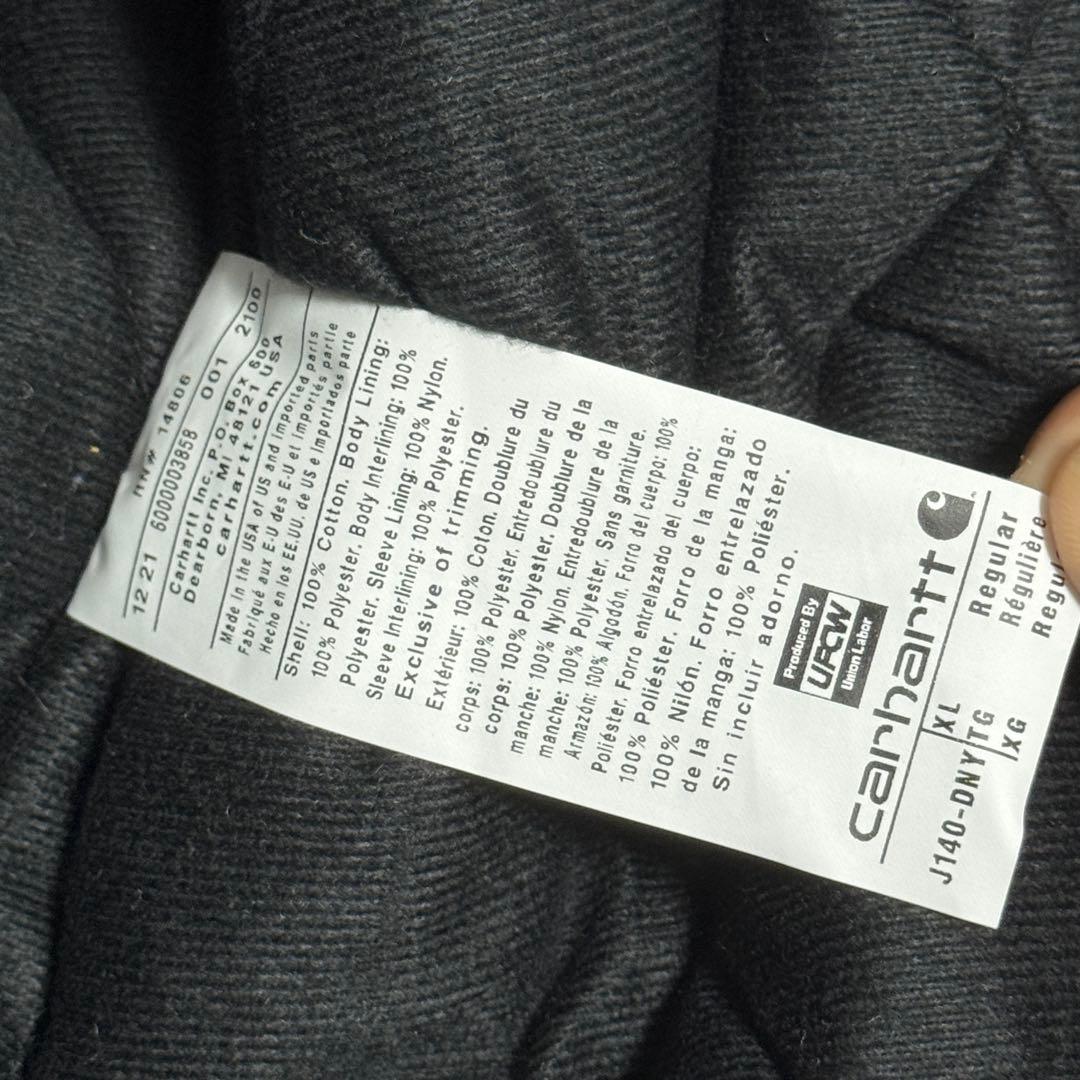 carhartt
J140-DNY
XL
TG
XG
Regular
Régulière
Regul
Produced By
UFCW
Union Labor
Shell: 100% Cotton. Body Lining:
100% Polyester. Body Interlining: 100%
Polyester. Sleeve Lining: 100% Nylon.
Sleeve Interlining: 100% Polyester.
Exclusive of trimming.
Extérieur: 100% Coton. Doublure du
corps: 100% Polyester. Entredoublure du
corps: 100% Polyester. Doublure de la
manche: 100% Nylon. Entredoublure de la
manche: 100% Polyester. Sans garniture.
Armazón: 100% Algodón. Forro del cuerpo: 100%
Poliéster. Forro entrelazado del cuerpo:
100% Poliéster. Forro de la manga:
100% Nilón. Forro entrelazado
de la manga: 100% Poliéster.
Sin incluir adorno.
Made in the USA of US and imported parts
Fabriqué aux E-U des E-U et importés partie
Hecho en los EE.UU. de US e Importados parte
Carhartt Inc. P.O. Box 600
Dearborn, MI 48121 USA
carhartt.com
RN# 14806
12 21 6000003858 001 2100